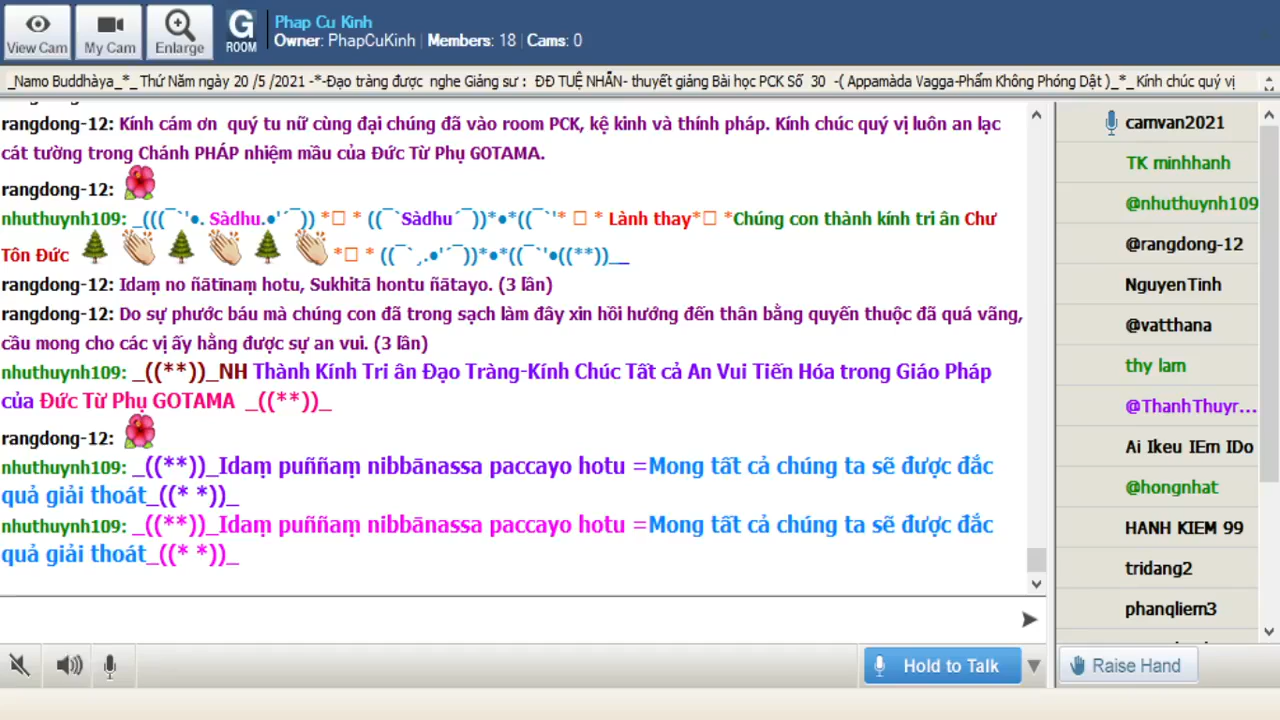 View Cam
My Cam
Enlarge
G
ROOM
Phap Cu Kinh
Owner: PhapCuKinh | Members: 18 | Cams: 0
_Namo Buddhàya_*_ Thứ Năm ngày 20 /5 /2021 -*-Đạo tràng được nghe Giảng sư : ĐĐ TUỆ NHẪN- thuyết giảng Bài học PCK Số 30 -( Appamàda Vagga-Phẩm Không Phóng Dật )_*_ Kính chúc quý vị
rangdong-12: Kính cám ơn quý tu nữ cùng đại chúng đã vào room PCK, kệ kinh và thính pháp. Kính chúc quý vị luôn an lạc
cát tường trong Chánh PHÁP nhiệm mầu của Đức Từ Phụ GOTAMA.
rangdong-12:
nhuthuynh109: _(((¯`'•. Sàdhu.•'´¯)) *□ * ((¯`Sàdhu´¯))*•*((¯`'* □ * Lành thay*□ *Chúng con thành kính tri ân Chư
Tôn Đức *□ * ((¯`¸.•'´¯))*•*((¯`'•((**))__
rangdong-12: Idaṃ no ñātīnaṃ hotu, Sukhitā hontu ñātayo. (3 lần)
rangdong-12: Do sự phước báu mà chúng con đã trong sạch làm đây xin hồi hướng đến thân bằng quyến thuộc đã quá vãng,
cầu mong cho các vị ấy hằng được sự an vui. (3 lần)
nhuthuynh109: _((**))_NH Thành Kính Tri ân Đạo Tràng-Kính Chúc Tất cả An Vui Tiến Hóa trong Giáo Pháp
của Đức Từ Phụ GOTAMA _((**))_
rangdong-12:
nhuthuynh109: _((**))_Idaṃ puññaṃ nibbānassa paccayo hotu =Mong tất cả chúng ta sẽ được đắc
quả giải thoát_((* *))_
nhuthuynh109: _((**))_Idaṃ puññaṃ nibbānassa paccayo hotu =Mong tất cả chúng ta sẽ được đắc
quả giải thoát_((* *))_
camvan2021
TK minhhanh
@nhuthuynh109
@rangdong-12
NguyenTinh
@vatthana
thy lam
@ThanhThuyr...
Ai Ikeu IEm IDo
@hongnhat
HANH KIEM 99
tridang2
phanqliem3
Hold to Talk
Raise Hand